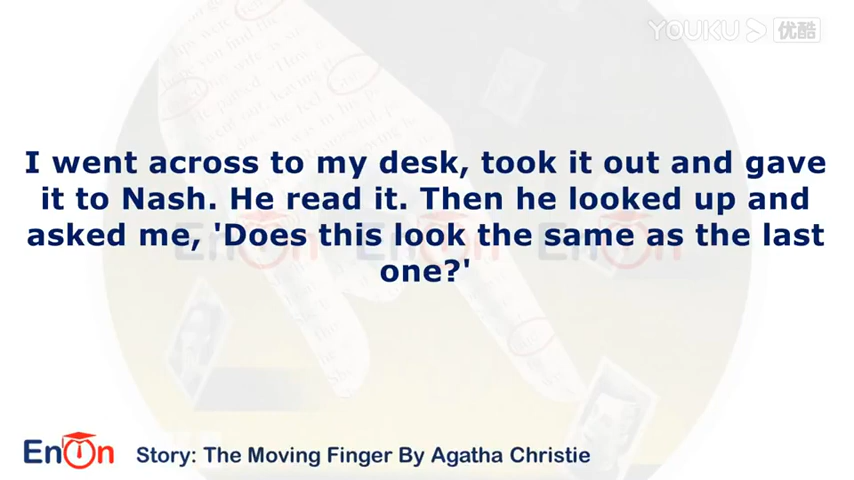 YOUKU 优酷
I went across to my desk, took it out and gave
it to Nash. He read it. Then he looked up and
asked me, 'Does this look the same as the last
one?'
EnOn Story: The Moving Finger By Agatha Christie